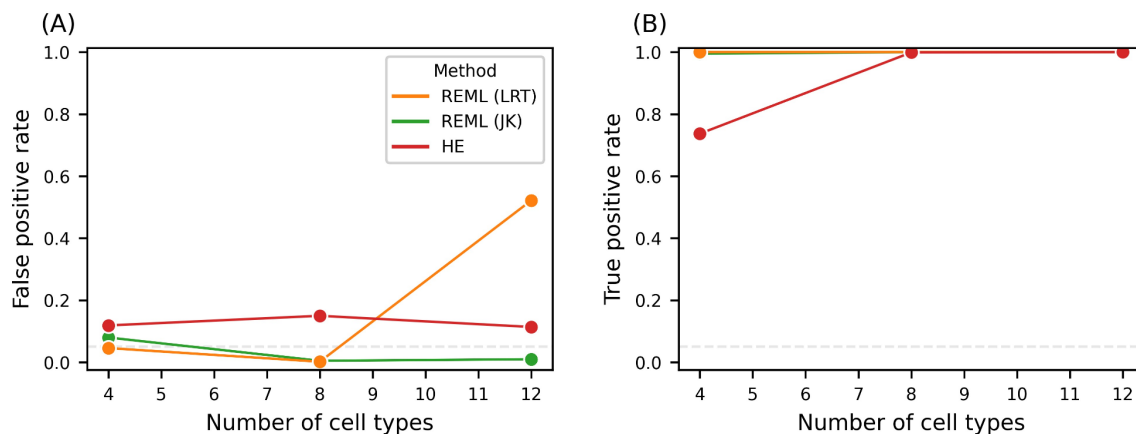 (A)
False positive rate
1.0
0.8
0.6
0.4
0.2
0.0
Method
REML (LRT)
REML (JK)
HE
4 5 6 7 8 9 10 11 12
Number of cell types
(B)
True positive rate
1.0
0.8
0.6
0.4
0.2
0.0
4 5 6 7 8 9 10 11 12
Number of cell types